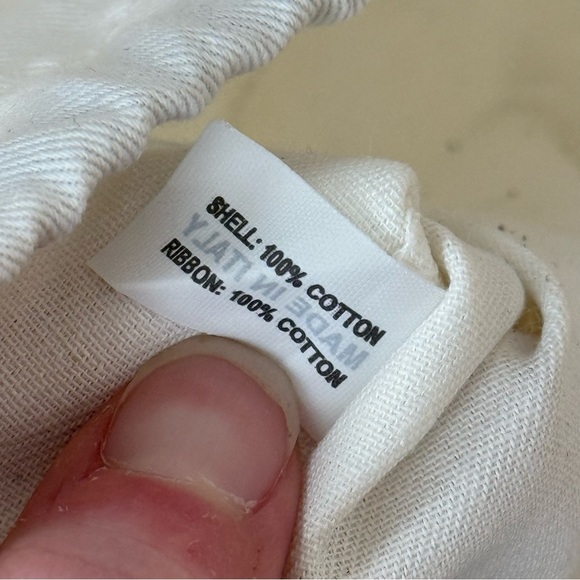 SHELL: 100% COTTON
MADE IN ITALY
RIBBON: 100% COTTON